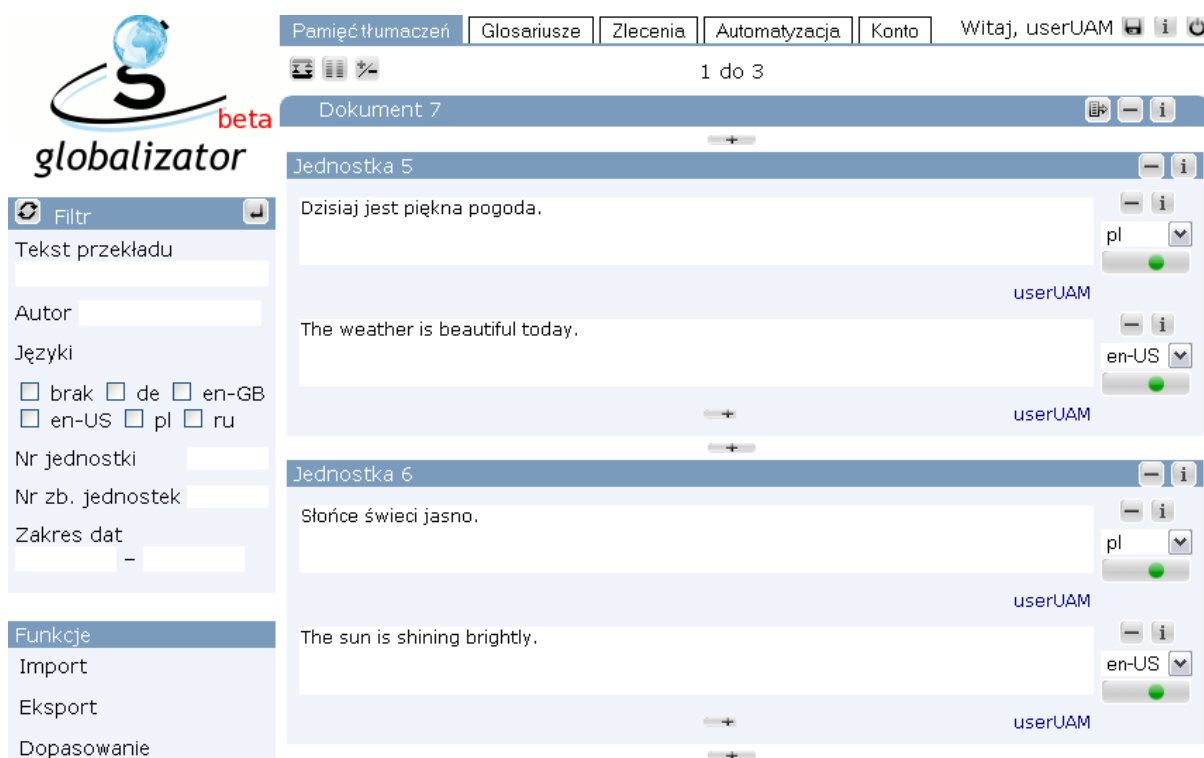 Pamięć tłumaczeń Glosariusze Zlecenia Automatyzacja Konto Witaj, userUAM i
1 do 3
beta
globalizator
Filtr
Tekst przekładu
Autor
Języki
brak de en-GB
en-US pl ru
Nr jednostki
Nr zb. jednostek
Zakres dat
–
Funkcje
Import
Eksport
Dopasowanie
Dokument 7 i
Jednostka 5 i
Dzisiaj jest piękna pogoda. i
pl
userUAM
The weather is beautiful today. i
en-US
userUAM
Jednostka 6 i
Słońce świeci jasno. i
pl
userUAM
The sun is shining brightly. i
en-US
userUAM